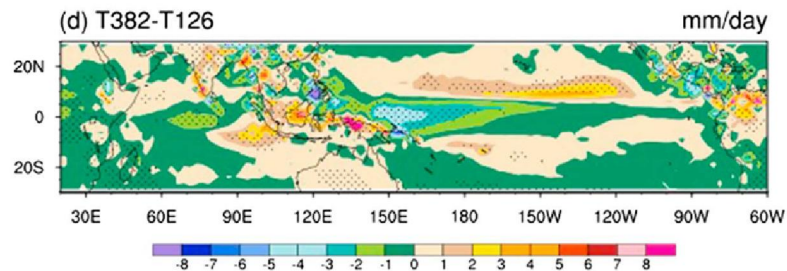 (d) T382-T126 mm/day
20N
0
20S
30E 60E 90E 120E 150E 180 150W 120W 90W 60W
-8 -7 -6 -5 -4 -3 -2 -1 0 1 2 3 4 5 6 7 8